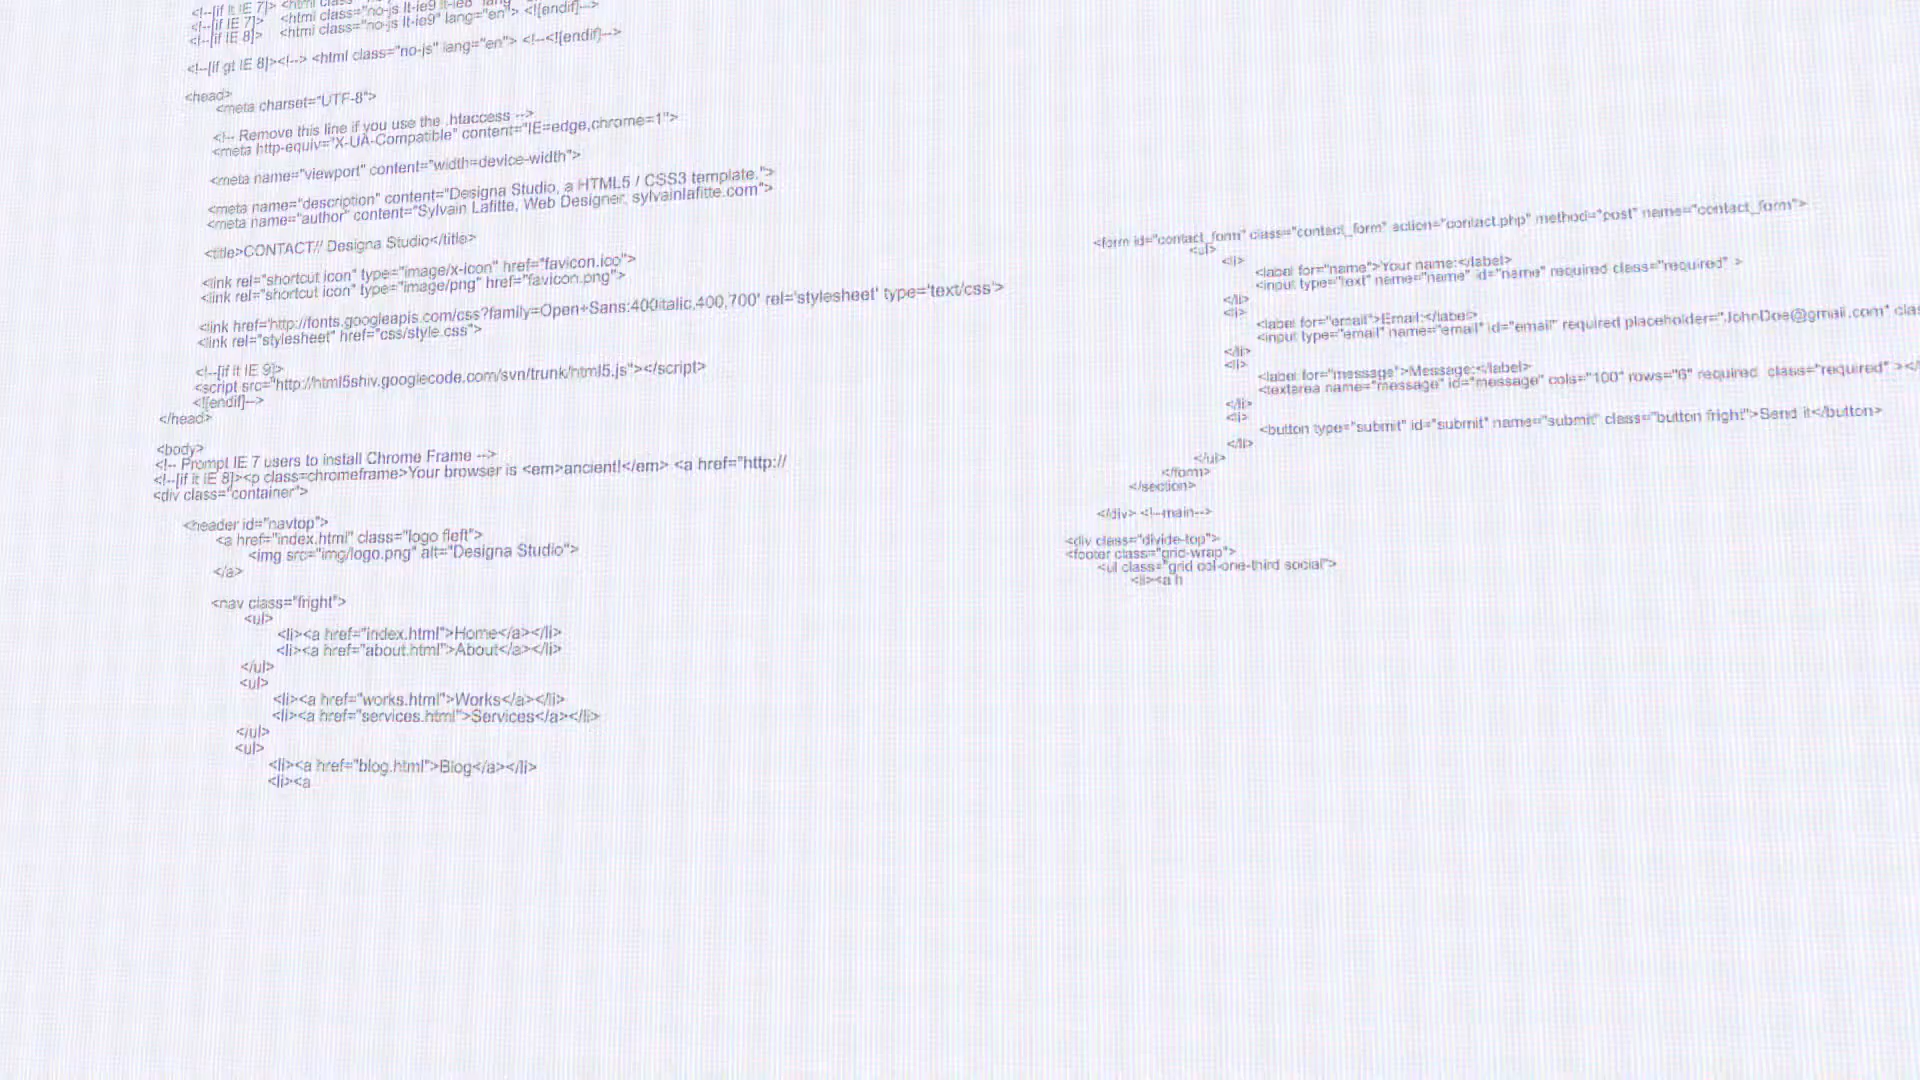 <!--[if lt IE 7]> <html class="no-js lt-ie9 lt-ie8 lang
<!--[if IE 7]> <html class="no-js lt-ie9 lang="en"> <![endif]-->
<!--[if IE 8]> <html class="no-js lt-ie9" lang="en"> <![endif]-->
<!--[if gt IE 8]><!--> <html class="no-js" lang="en"> <!--<![endif]-->
<head>
<meta charset="UTF-8">
<!-- Remove this line if you use the .htaccess -->
<meta http-equiv="X-UA-Compatible" content="IE=edge,chrome=1">
<meta name="viewport" content="width=device-width">
<meta name="description" content="Designa Studio, a HTML5 / CSS3 template.">
<meta name="author" content="Sylvain Lafitte, Web Designer, sylvainlafitte.com">
<title>CONTACT// Designa Studio</title>
<link rel="shortcut icon" type="image/x-icon" href="favicon.ico">
<link rel="shortcut icon" type="image/png" href="favicon.png">
<link href='http://fonts.googleapis.com/css?family=Open+Sans:400italic,400,700' rel='stylesheet' type='text/css'>
<link rel="stylesheet" href="css/style.css">
<!--[if lt IE 9]>
<script src="http://html5shiv.googlecode.com/svn/trunk/html5.js"></script>
<![endif]-->
</head>
<body>
<!-- Prompt IE 7 users to install Chrome Frame -->
<!--[if lt IE 8]><p class=chromeframe>Your browser is <em>ancient!</em> <a href="http://
<div class="container">
<header id="navtop">
<a href="index.html" class="logo fleft">
<img src="img/logo.png" alt="Designa Studio">
</a>
<nav class="fright">
<ul>
<li><a href="index.html">Home</a></li>
<li><a href="about.html">About</a></li>
</ul>
<ul>
<li><a href="works.html">Works</a></li>
<li><a href="services.html">Services</a></li>
</ul>
<ul>
<li><a href="blog.html">Blog</a></li>
<li><a
<form id="contact_form" class="contact_form" action="contact.php" method="post" name="contact_form">
<ul>
<li>
<label for="name">Your name:</label>
<input type="text" name="name" id="name" required class="required" >
</li>
<li>
<label for="email">Email:</label>
<input type="email" name="email" id="email" required placeholder="JohnDoe@gmail.com" clas
</li>
<li>
<label for="message">Message:</label>
<textarea name="message" id="message" cols="100" rows="6" required class="required" ></
</li>
<li>
<button type="submit" id="submit" name="submit" class="button fright">Send it</button>
</li>
</ul>
</form>
</section>
</div> <!--main-->
<div class="divide-top">
<footer class="grid-wrap">
<ul class="grid col-one-third social">
<li><a h